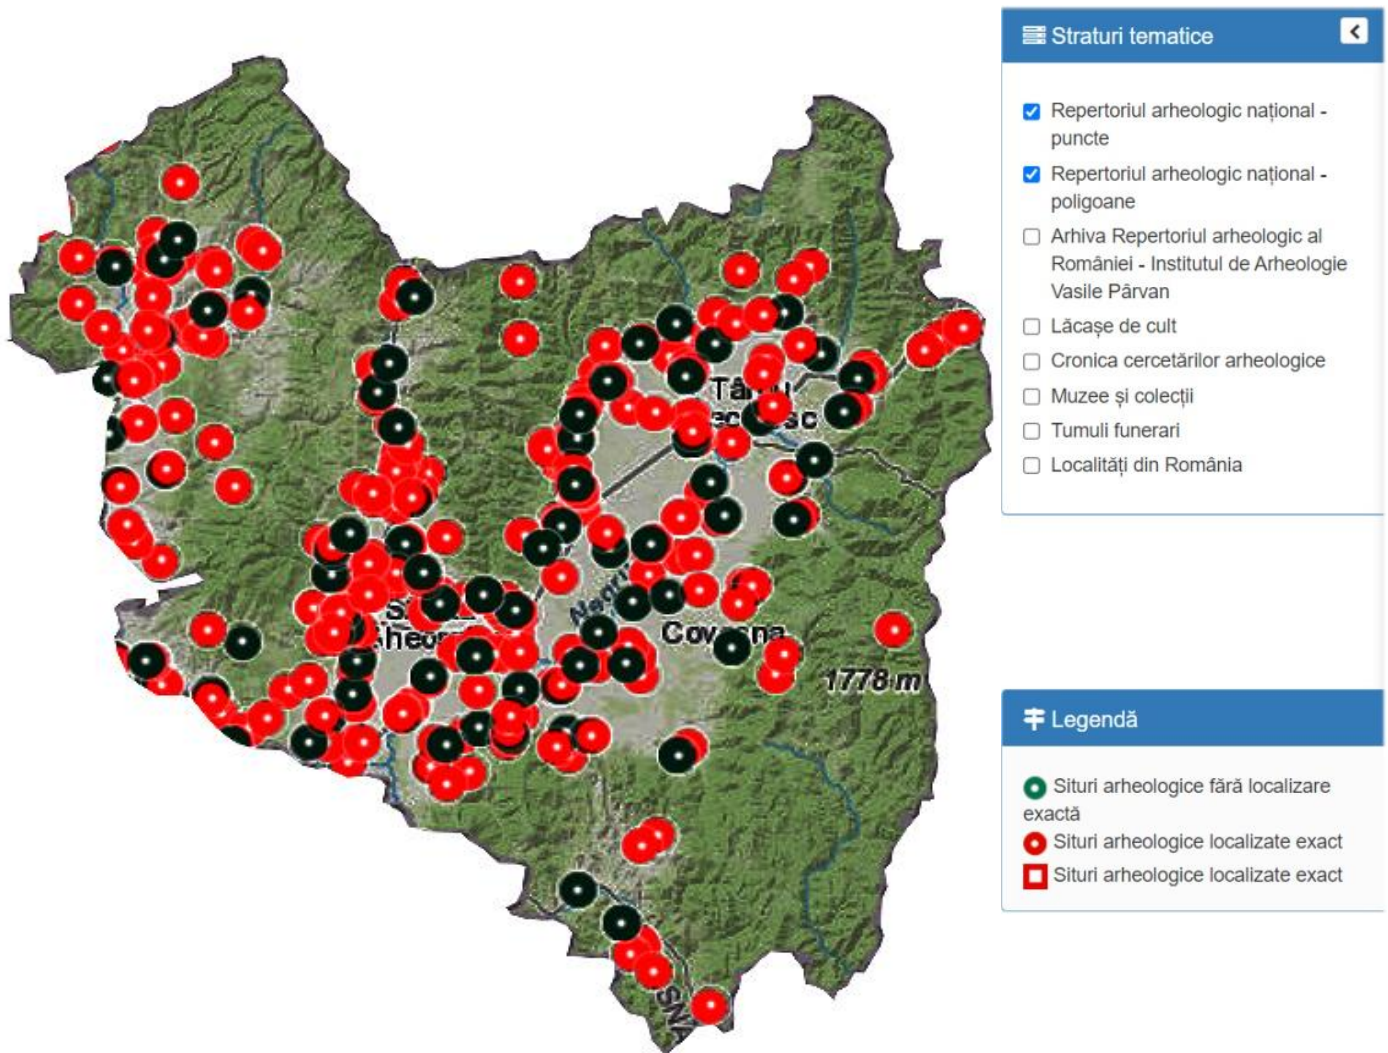 Straturi tematice
Repertoriul arheologic național -
puncte
Repertoriul arheologic național -
poligoane
Arhiva Repertoriul arheologic al
României - Institutul de Arheologie
Vasile Pârvan
Lăcașe de cult
Cronica cercetărilor arheologice
Muzee și colecții
Tumuli funerari
Localități din România
1778 m
Legendă
Situri arheologice fără localizare
exactă
Situri arheologice localizate exact
Situri arheologice localizate exact